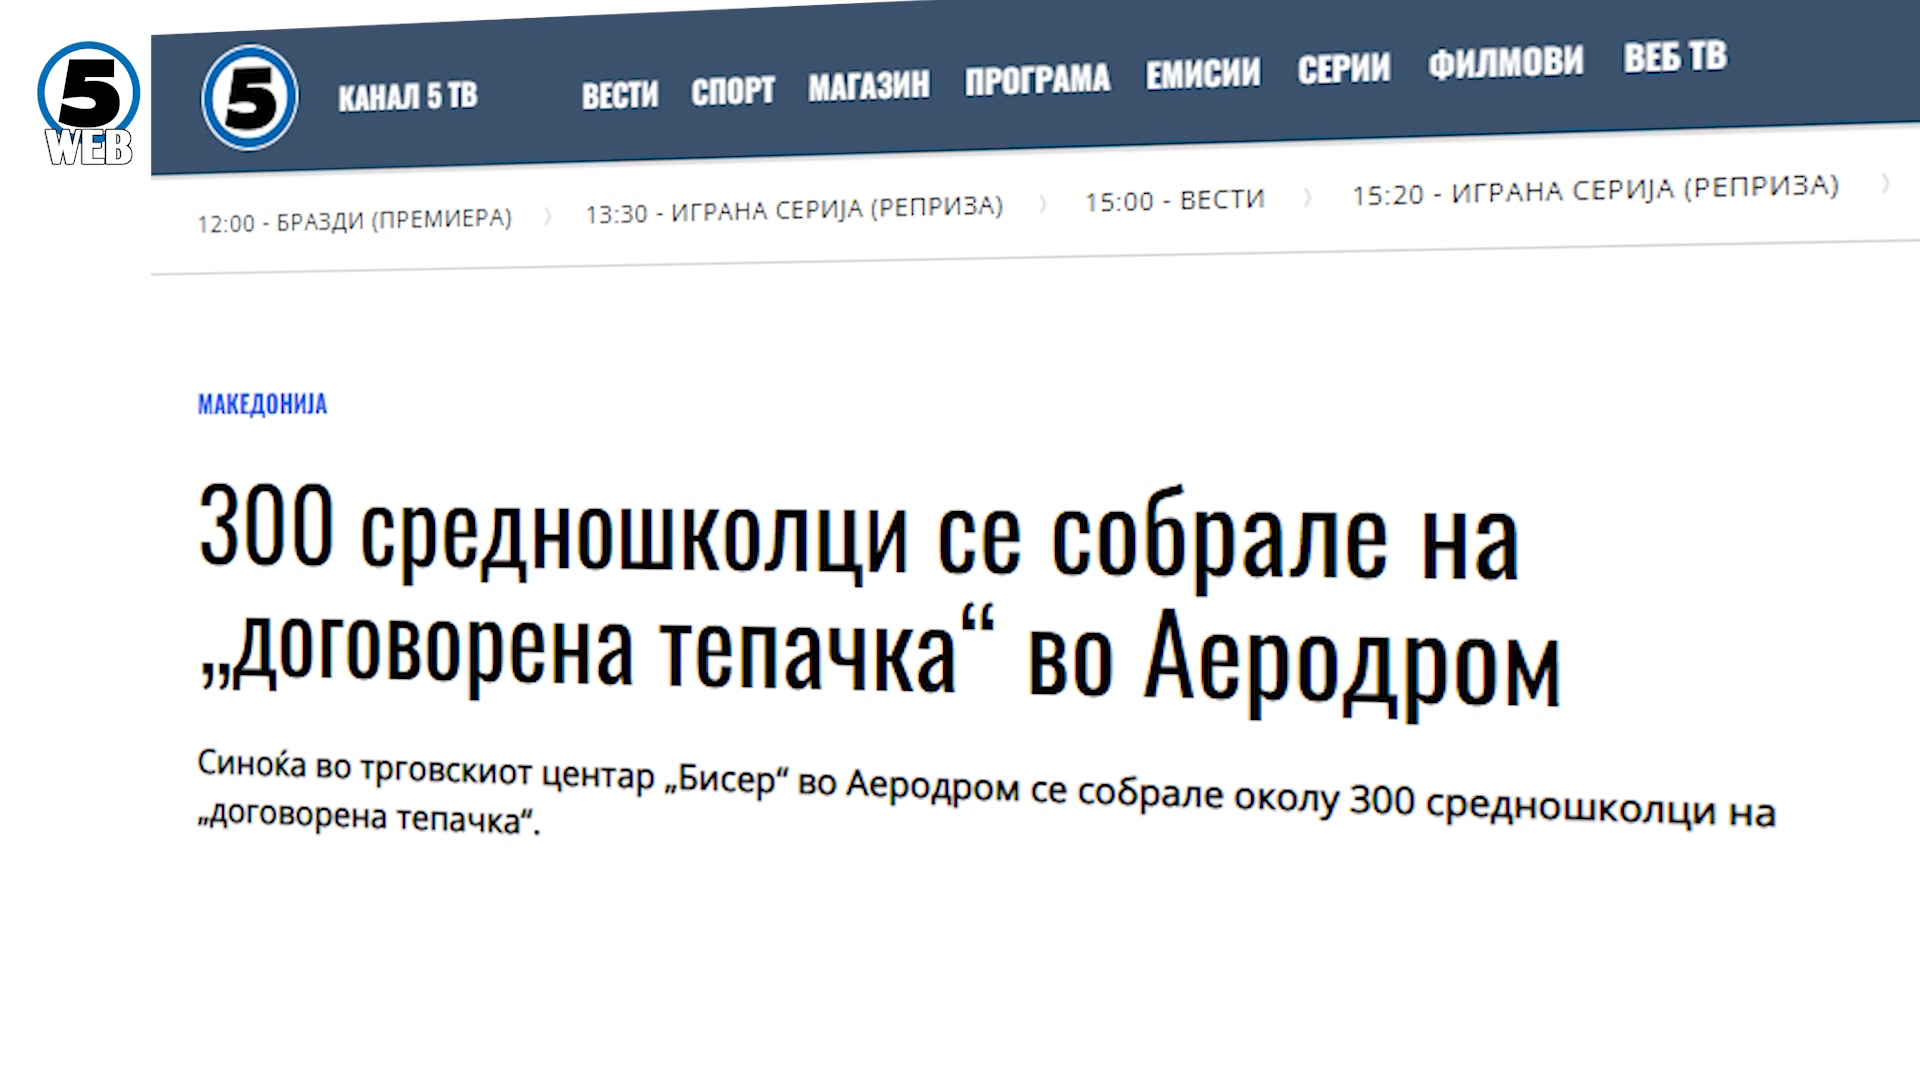 5
WEB
5 КАНАЛ 5 ТВ ВЕСТИ СПОРТ МАГАЗИН ПРОГРАМА ЕМИСИИ СЕРИИ ФИЛМОВИ ВЕБ ТВ
12:00 - БРАЗДИ (ПРЕМИЕРА) 13:30 - ИГРАНА СЕРИЈА (РЕПРИЗА) 15:00 - ВЕСТИ 15:20 - ИГРАНА СЕРИЈА (РЕПРИЗА)
МАКЕДОНИЈА
300 средношколци се собрале на
„договорена тепачка“ во Аеродром
Синоќа во трговскиот центар „Бисер“ во Аеродром се собрале околу 300 средношколци на
„договорена тепачка“.